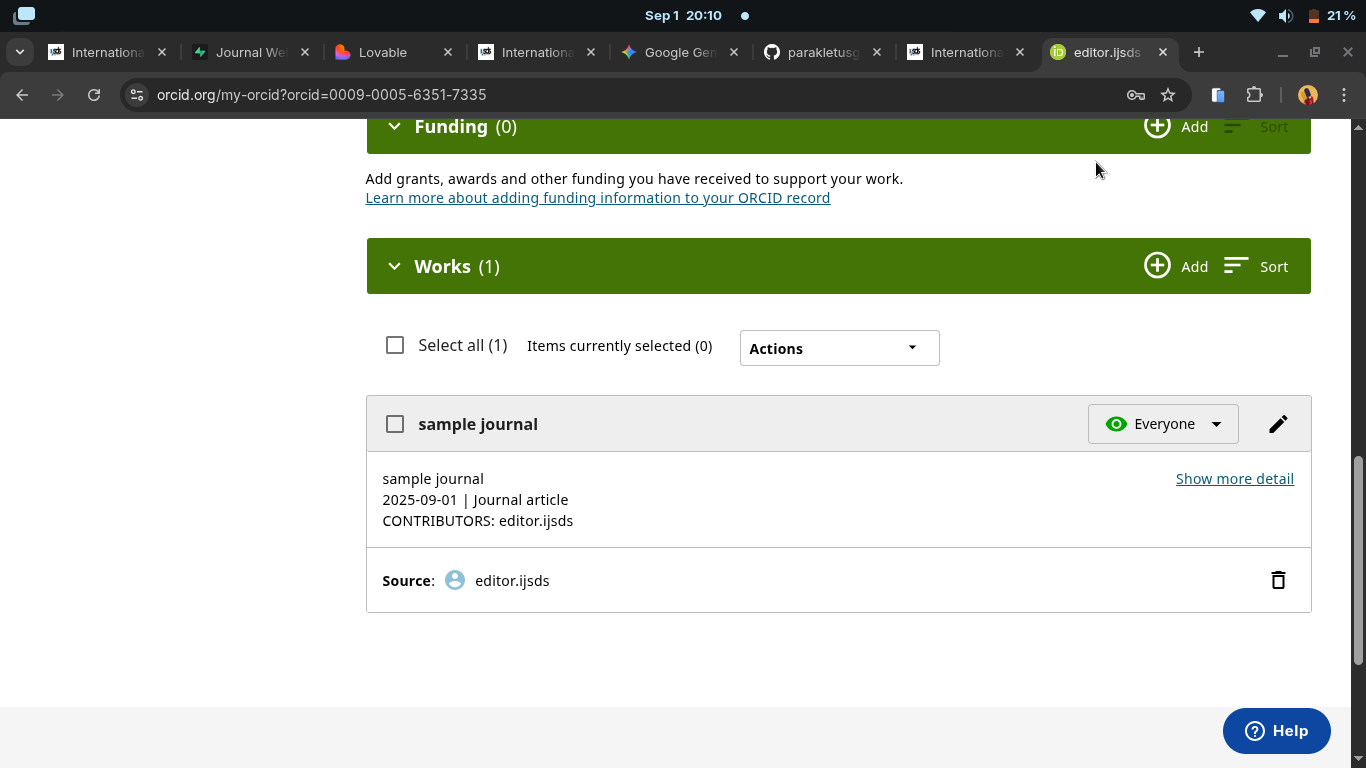 Sep 1 20:10
21 %
Internationa
Journal We
Lovable
Internationa
Google Gen
parakletusg
Internationa
editor.ijsds
orcid.org/my-orcid?orcid=0009-0005-6351-7335
Funding (0)
Add
Sort
Add grants, awards and other funding you have received to support your work.
Learn more about adding funding information to your ORCID record
Works (1)
Add
Sort
Select all (1)
Items currently selected (0)
Actions
sample journal
Everyone
sample journal
Show more detail
2025-09-01 | Journal article
CONTRIBUTORS: editor.ijsds
Source: editor.ijsds
Help